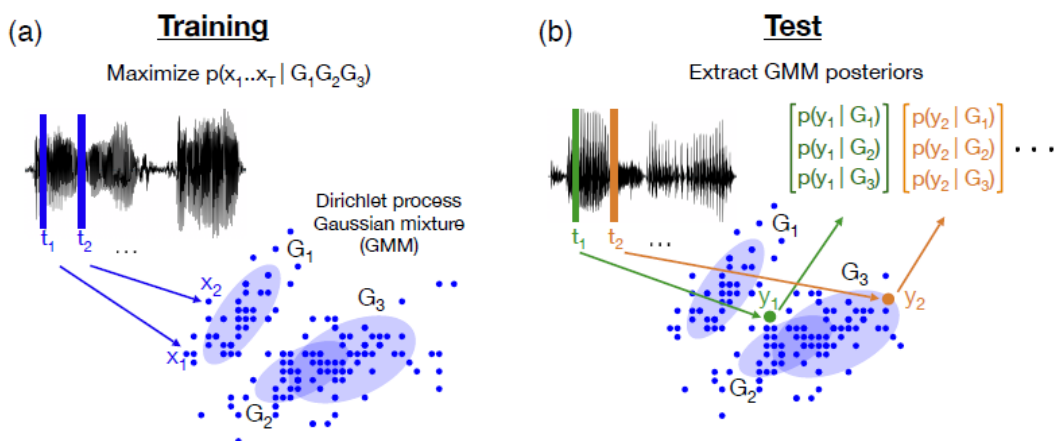 (a) Training
Maximize p(x₁..x_T | G₁G₂G₃)
t₁ t₂ ...
Dirichlet process
Gaussian mixture
(GMM)
G₁
x₂
G₃
x₁
G₂
(b) Test
Extract GMM posteriors
p(y₁ | G₁)
p(y₁ | G₂)
p(y₁ | G₃)
p(y₂ | G₁)
p(y₂ | G₂)
p(y₂ | G₃)
...
t₁ t₂ ...
G₁
G₃
y₁
y₂
G₂